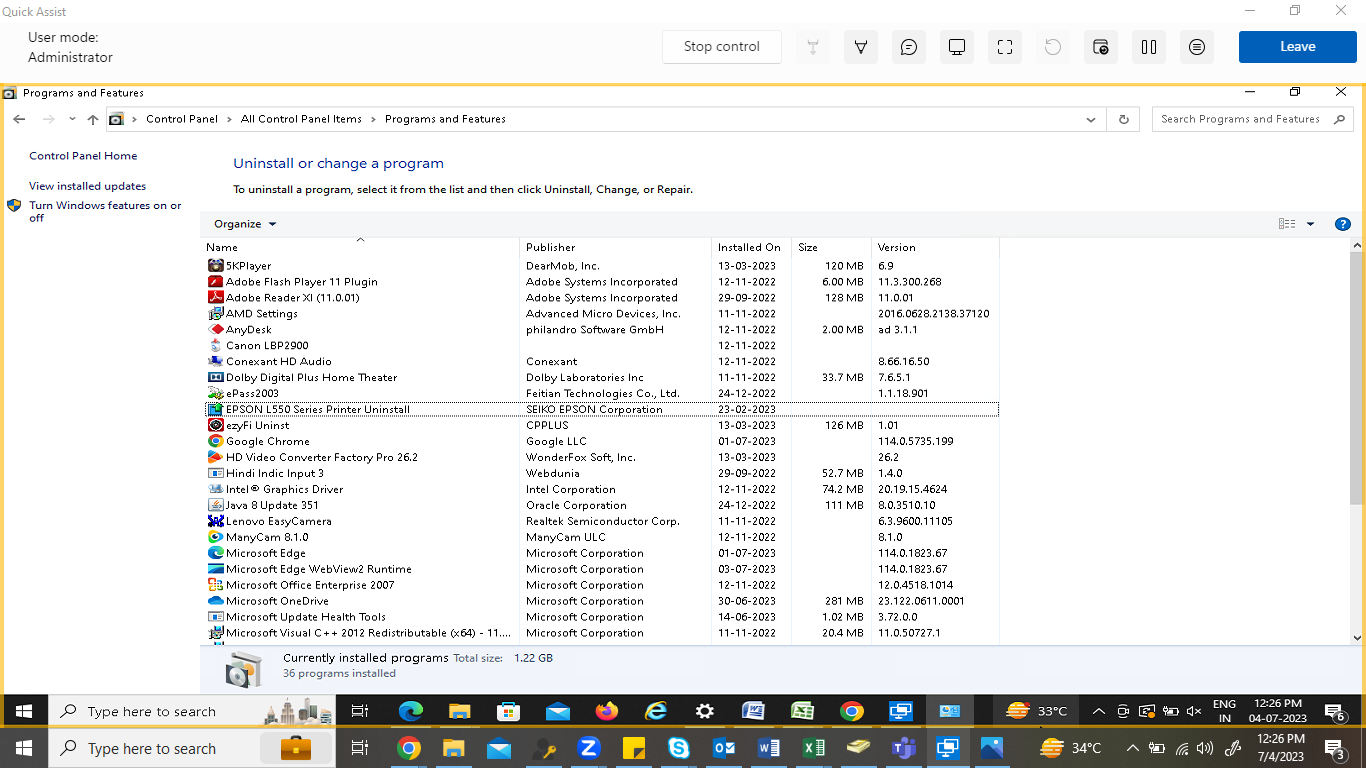 Quick Assist
User mode:
Administrator
Stop control
Leave
Programs and Features
Control Panel > All Control Panel Items > Programs and Features
Search Programs and Features
Control Panel Home
View installed updates
Turn Windows features on or
off
Uninstall or change a program
To uninstall a program, select it from the list and then click Uninstall, Change, or Repair.
Organize
Name Publisher Installed On Size Version
5KPlayer DearMob, Inc. 13-03-2023 120 MB 6.9
Adobe Flash Player 11 Plugin Adobe Systems Incorporated 12-11-2022 6.00 MB 11.3.300.268
Adobe Reader XI (11.0.01) Adobe Systems Incorporated 29-09-2022 128 MB 11.0.01
AMD Settings Advanced Micro Devices, Inc. 11-11-2022 2016.0628.2138.37120
AnyDesk philandro Software GmbH 12-11-2022 2.00 MB ad 3.1.1
Canon LBP2900 12-11-2022
Conexant HD Audio Conexant 12-11-2022 8.66.16.50
Dolby Digital Plus Home Theater Dolby Laboratories Inc 11-11-2022 33.7 MB 7.6.5.1
ePass2003 Feitian Technologies Co., Ltd. 24-12-2022 1.1.18.901
EPSON L550 Series Printer Uninstall SEIKO EPSON Corporation 23-02-2023
ezyFi Uninst CPPLUS 13-03-2023 126 MB 1.01
Google Chrome Google LLC 01-07-2023 114.0.5735.199
HD Video Converter Factory Pro 26.2 WonderFox Soft, Inc. 13-03-2023 26.2
Hindi Indic Input 3 Webdunia 29-09-2022 52.7 MB 1.4.0
Intel® Graphics Driver Intel Corporation 12-11-2022 74.2 MB 20.19.15.4624
Java 8 Update 351 Oracle Corporation 24-12-2022 111 MB 8.0.3510.10
Lenovo EasyCamera Realtek Semiconductor Corp. 11-11-2022 6.3.9600.11105
ManyCam 8.1.0 ManyCam ULC 12-11-2022 8.1.0
Microsoft Edge Microsoft Corporation 01-07-2023 114.0.1823.67
Microsoft Edge WebView2 Runtime Microsoft Corporation 03-07-2023 114.0.1823.67
Microsoft Office Enterprise 2007 Microsoft Corporation 12-11-2022 12.0.4518.1014
Microsoft OneDrive Microsoft Corporation 30-06-2023 281 MB 23.122.0611.0001
Microsoft Update Health Tools Microsoft Corporation 14-06-2023 1.02 MB 3.72.0.0
Microsoft Visual C++ 2012 Redistributable (x64) - 11.... Microsoft Corporation 11-11-2022 20.4 MB 11.0.50727.1
Currently installed programs Total size: 1.22 GB
36 programs installed
Type here to search 33°C ENG 12:26 PM
IN 04-07-2023 6
Type here to search 34°C 12:26 PM
7/4/2023 3